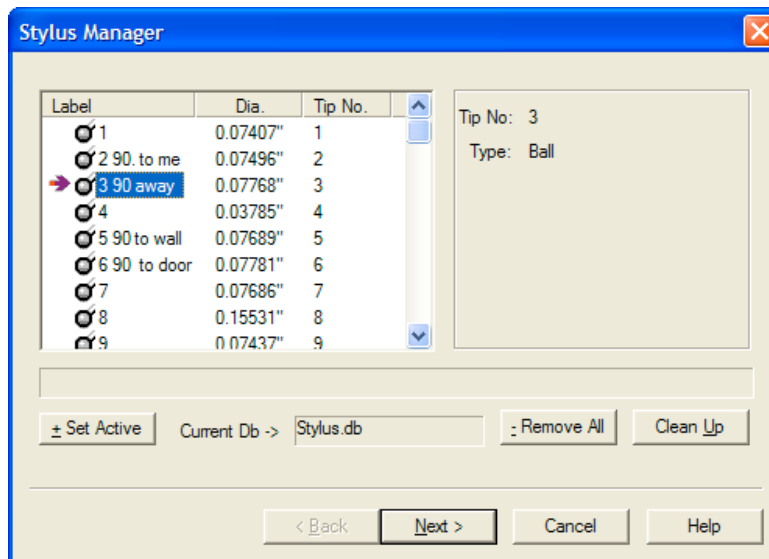 Stylus Manager
Label Dia. Tip No.
1 0.07407" 1
2 90. to me 0.07496" 2
3 90 away 0.07768" 3
4 0.03785" 4
5 90 to wall 0.07689" 5
6 90 to door 0.07781" 6
7 0.07686" 7
8 0.15531" 8
9 0.07437" 9
Tip No: 3
Type: Ball
+ Set Active Current Db -> Stylus.db - Remove All Clean Up
< Back Next > Cancel Help